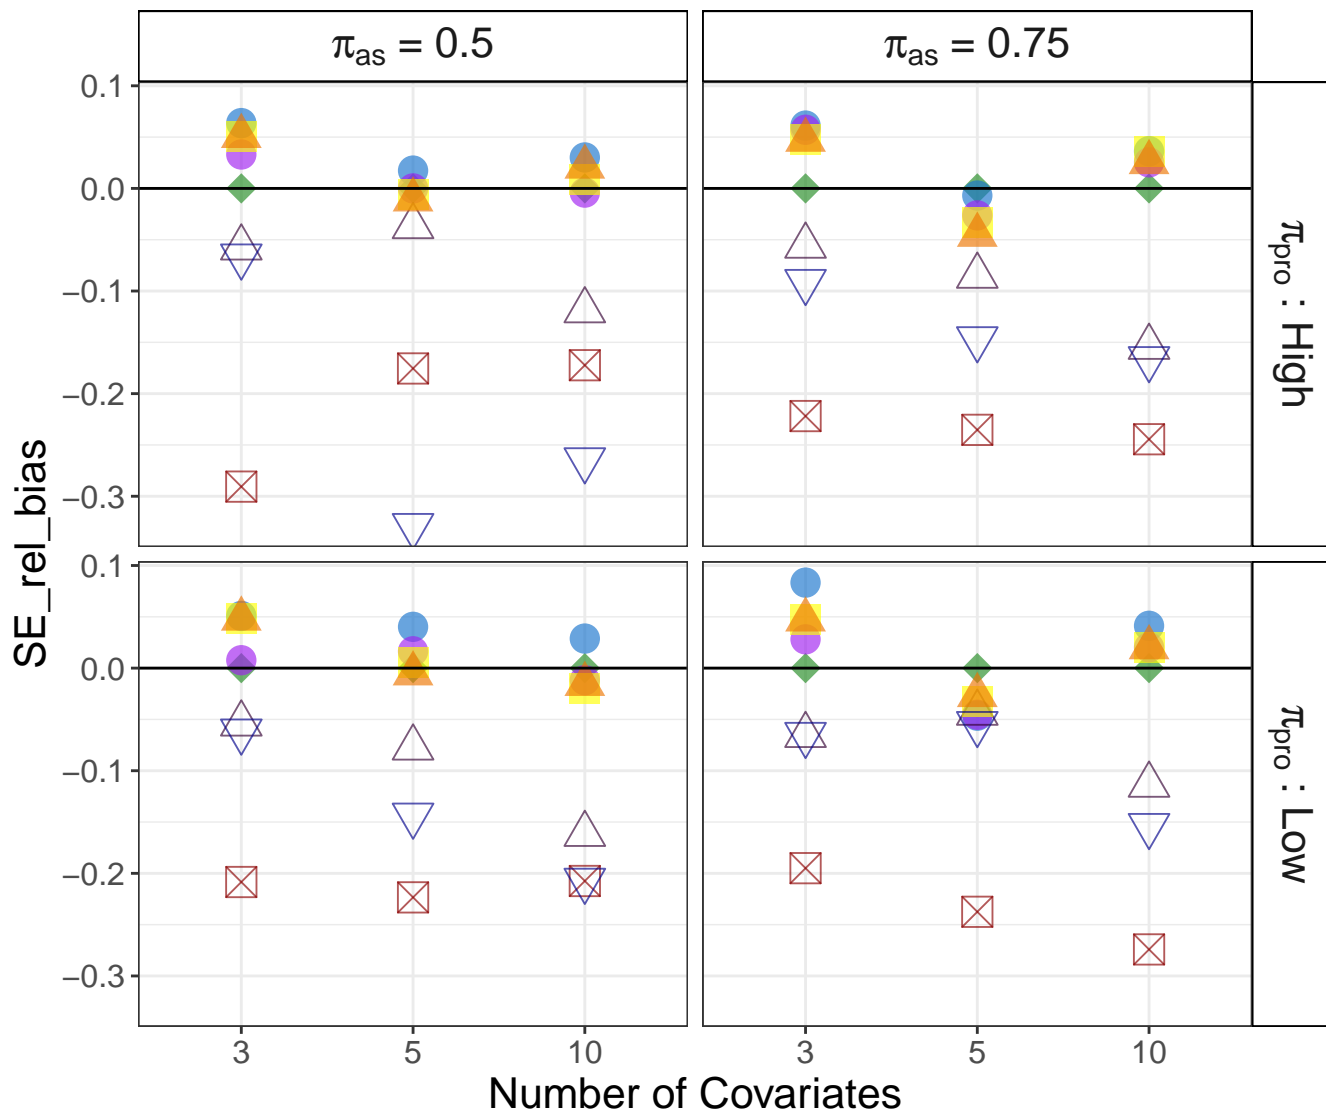 π_as = 0.5
π_as = 0.75
0.1
0.0
−0.1
−0.2
−0.3
π_pro : High
0.1
0.0
−0.1
−0.2
−0.3
π_pro : Low
SE_rel_bias
3 5 10
3 5 10
Number of Covariates